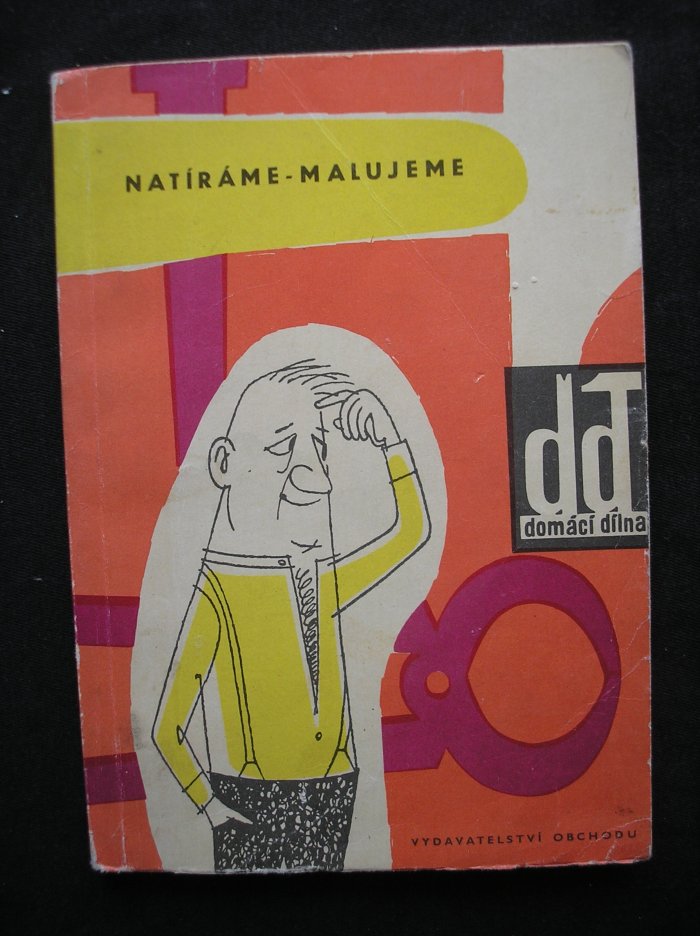 NATÍRÁME-MALUJEME
dd
domácí dílna
VYDAVATELSTVÍ OBCHODU